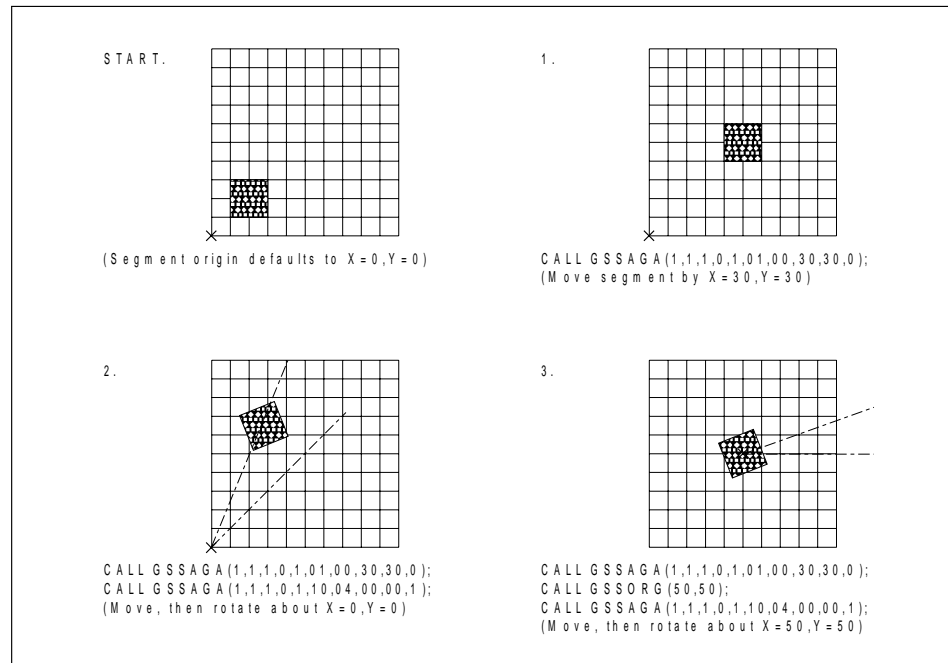 START.
(Segment origin defaults to X=0,Y=0)
1.
CALL GSSAGA(1,1,1,0,1,01,00,30,30,0);
(Move segment by X=30,Y=30)
2.
CALL GSSAGA(1,1,1,0,1,01,00,30,30,0);
CALL GSSAGA(1,1,1,0,1,10,04,00,00,1);
(Move, then rotate about X=0,Y=0)
3.
CALL GSSAGA(1,1,1,0,1,01,00,30,30,0);
CALL GSSORG(50,50);
CALL GSSAGA(1,1,1,0,1,10,04,00,00,1);
(Move, then rotate about X=50,Y=50)